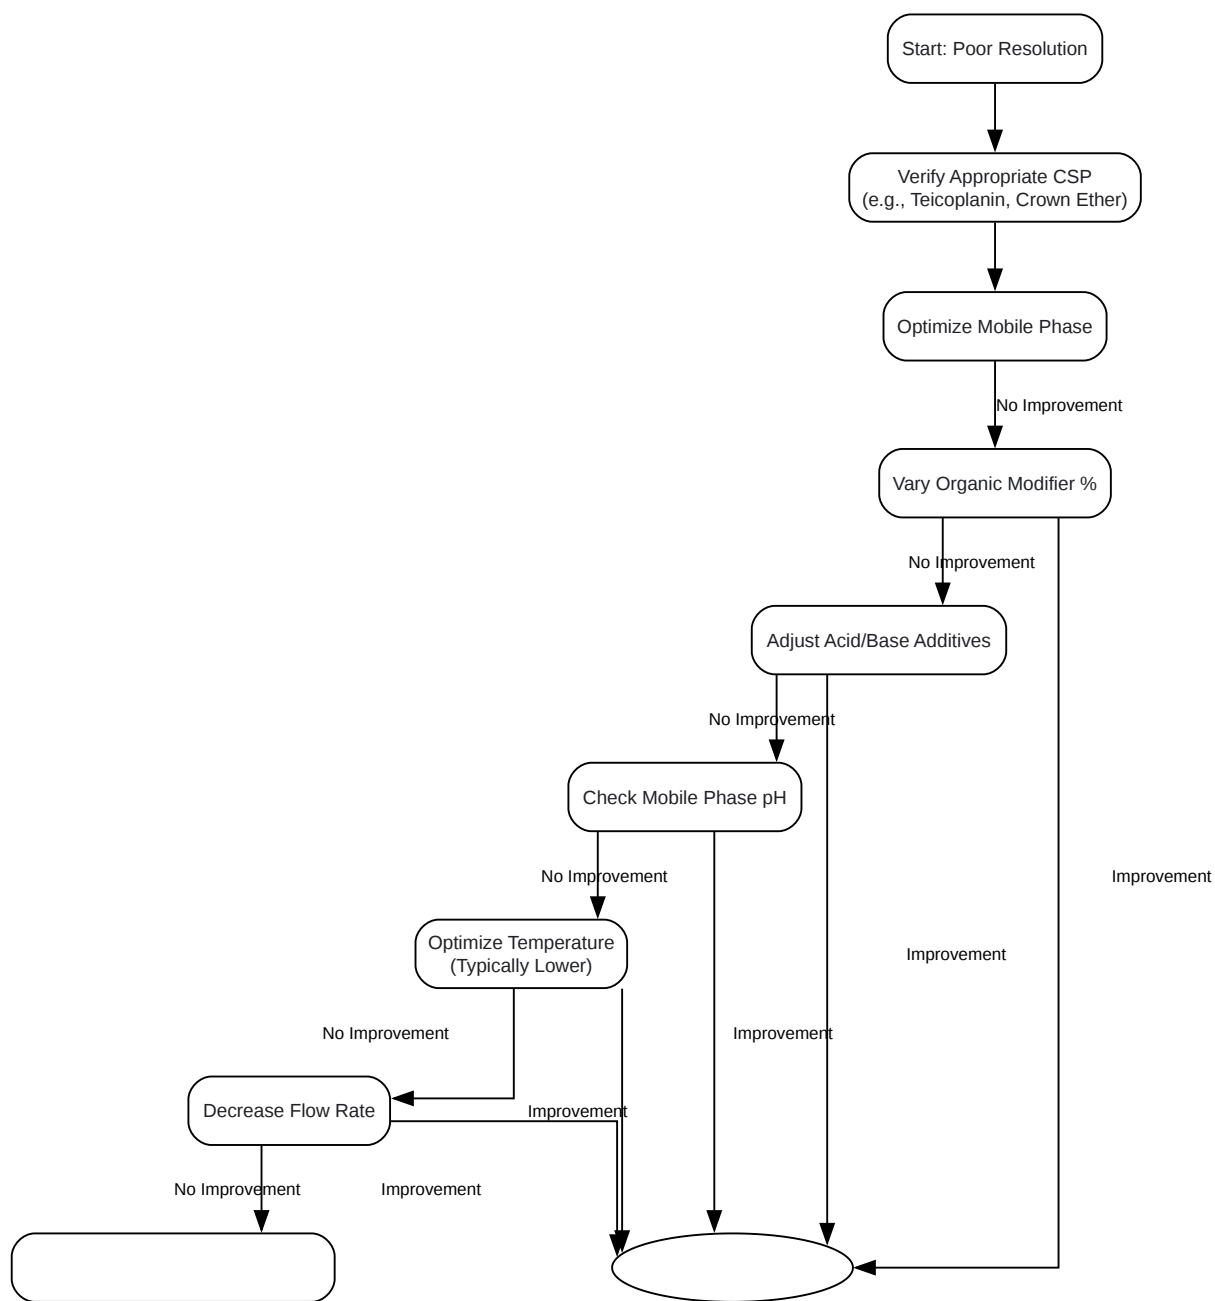 Start: Poor Resolution
Verify Appropriate CSP
(e.g., Teicoplanin, Crown Ether)
Optimize Mobile Phase
No Improvement
Vary Organic Modifier %
No Improvement
Adjust Acid/Base Additives
No Improvement
Check Mobile Phase pH
No Improvement
Improvement
Optimize Temperature
(Typically Lower)
Improvement
No Improvement
Improvement
Decrease Flow Rate
Improvement
No Improvement
Improvement